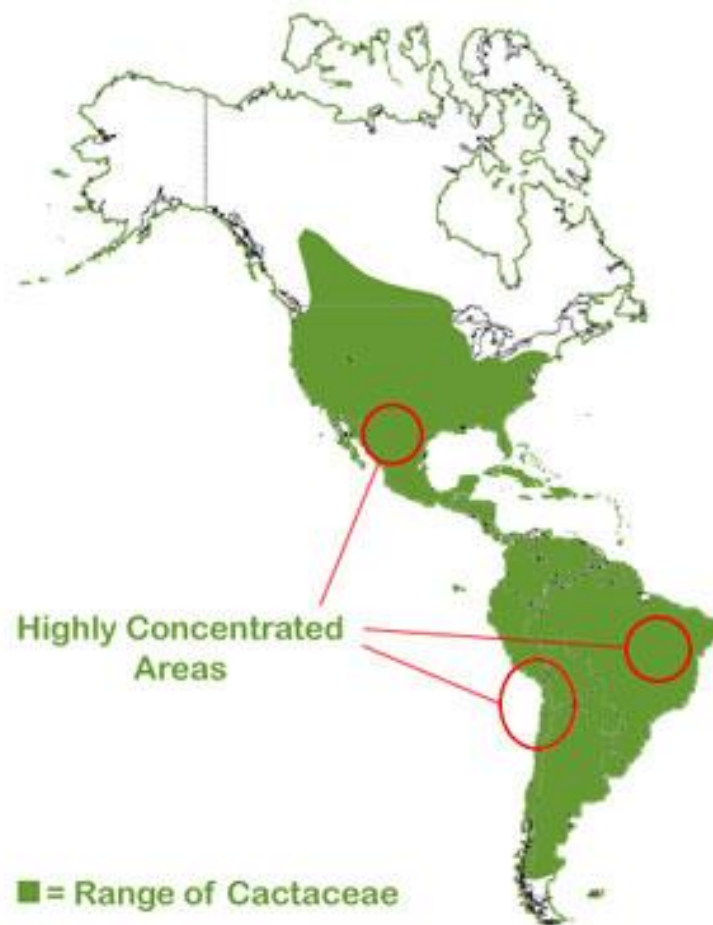 Highly Concentrated
Areas
= Range of Cactaceae